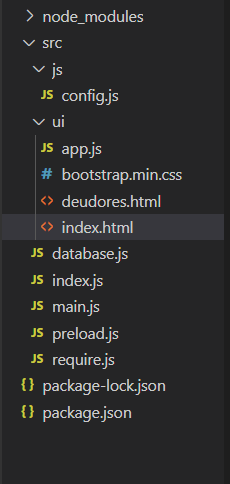 node_modules
src
js
JS config.js
ui
JS app.js
# bootstrap.min.css
<> deudores.html
<> index.html
JS database.js
JS index.js
JS main.js
JS preload.js
JS require.js
{} package-lock.json
{} package.json